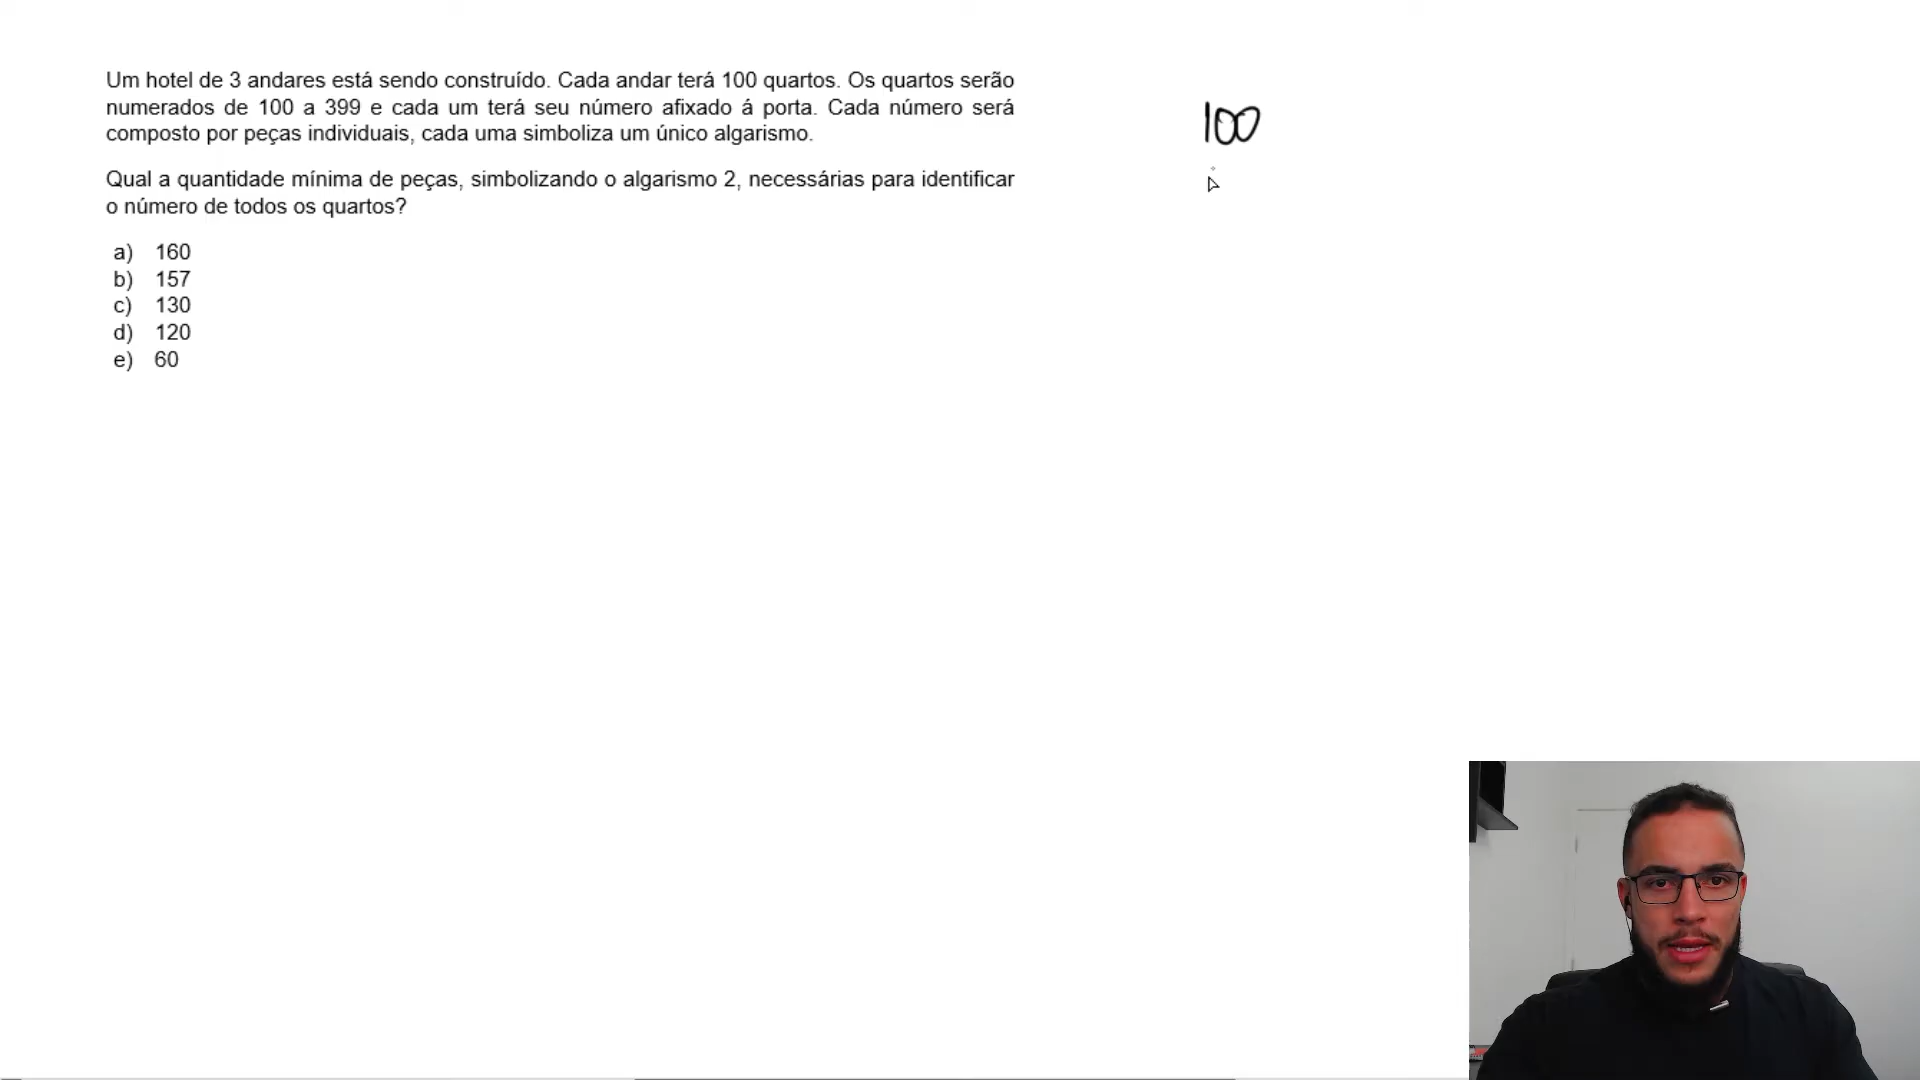 Um hotel de 3 andares está sendo construído. Cada andar terá 100 quartos. Os quartos serão
numerados de 100 a 399 e cada um terá seu número afixado á porta. Cada número será
composto por peças individuais, cada uma simboliza um único algarismo.
Qual a quantidade mínima de peças, simbolizando o algarismo 2, necessárias para identificar
o número de todos os quartos?
a) 160
b) 157
c) 130
d) 120
e) 60
100